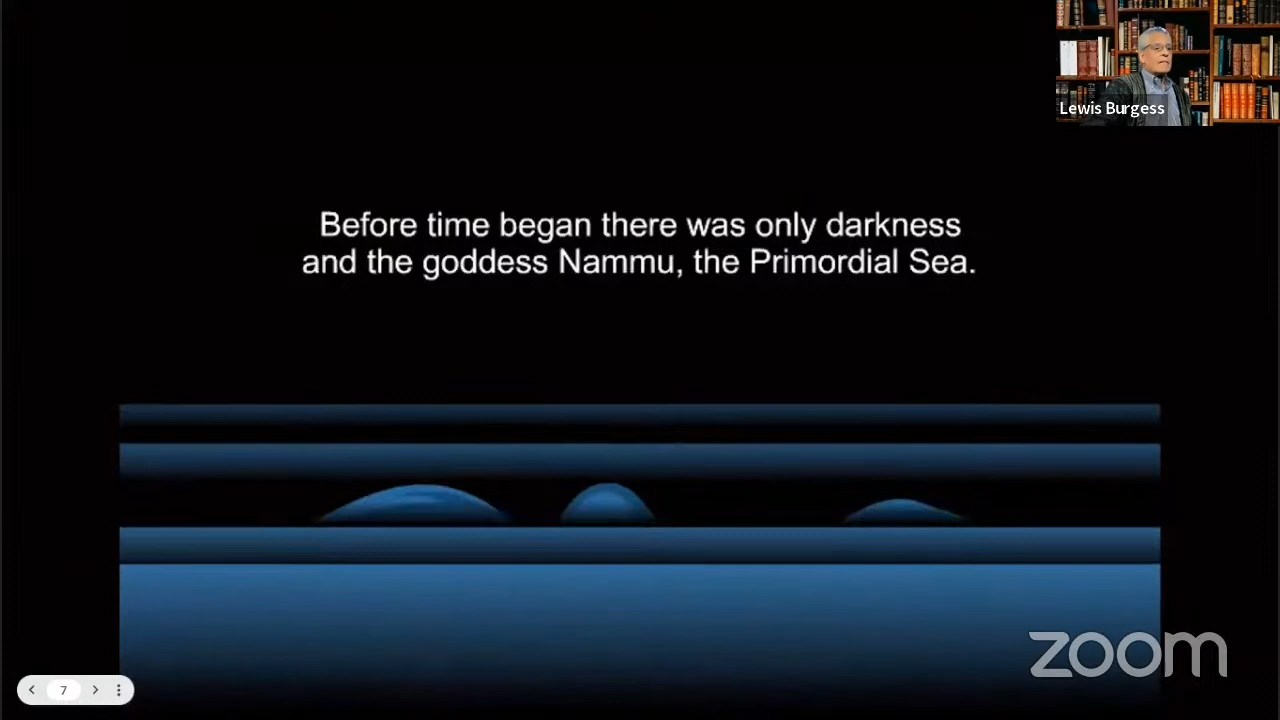 Lewis Burgess
Before time began there was only darkness
and the goddess Nammu, the Primordial Sea.
zoom
7